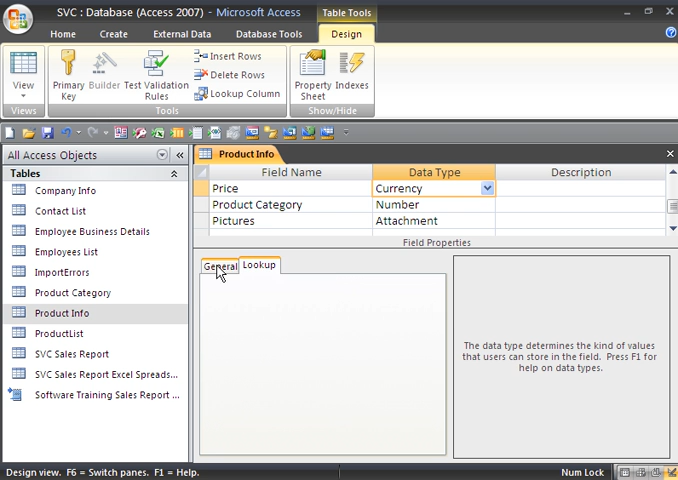 SVC : Database (Access 2007) - Microsoft Access
Table Tools
Home
Create
External Data
Database Tools
Design
View
Primary Key
Builder
Test Validation Rules
Insert Rows
Delete Rows
Lookup Column
Property Sheet
Indexes
Views
Tools
Show/Hide
All Access Objects
Tables
Company Info
Contact List
Employee Business Details
Employees List
ImportErrors
Product Category
Product Info
ProductList
SVC Sales Report
SVC Sales Report Excel Spreads...
Software Training Sales Report ...
Product Info
Field Name
Data Type
Description
Price
Currency
Product Category
Number
Pictures
Attachment
Field Properties
General
Lookup
The data type determines the kind of values
that users can store in the field. Press F1 for
help on data types.
Design view. F6 = Switch panes. F1 = Help.
Num Lock